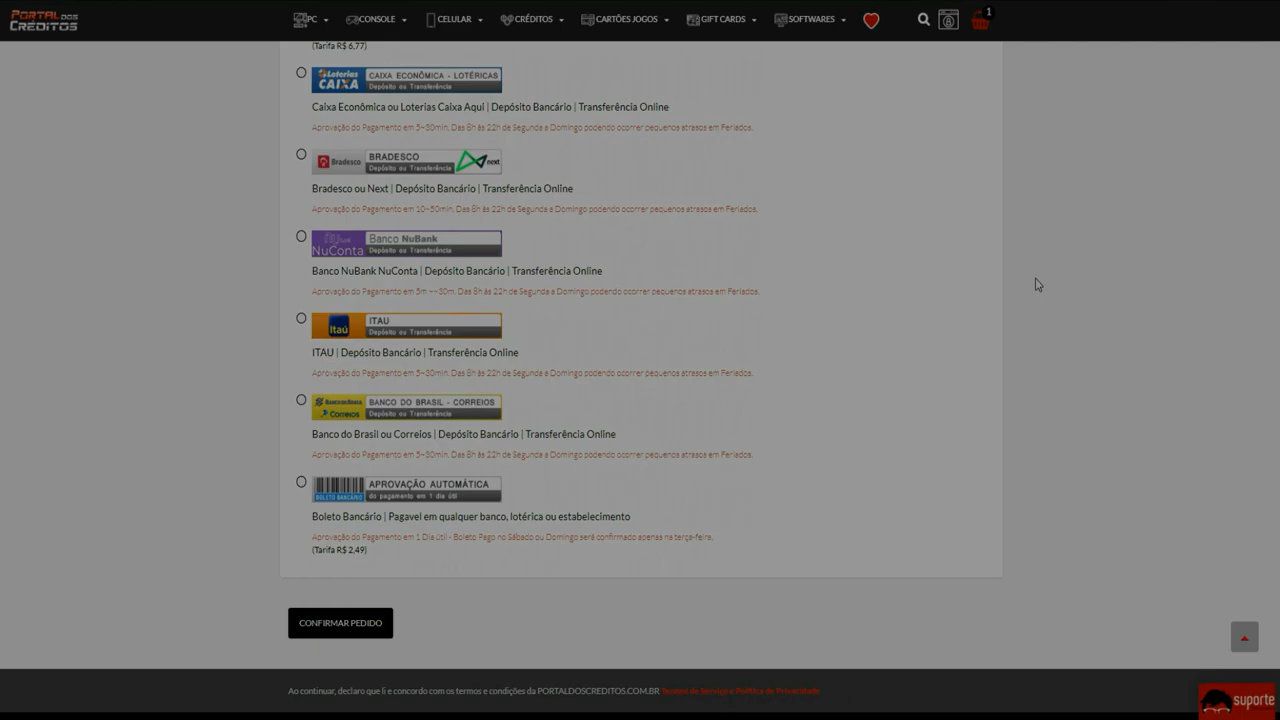 PORTAL DOS
CRÉDITOS
PC
CONSOLE
CELULAR
CRÉDITOS
CARTÕES JOGOS
GIFT CARDS
SOFTWARES
1
(Tarifa R$ 6,77)
Loterias
CAIXA
CAIXA ECONÔMICA - LOTÉRICAS
Depósito ou Transferência
Caixa Econômica ou Loterias Caixa Aqui | Depósito Bancário | Transferência Online
Aprovação do Pagamento em 5~30min. Das 8h às 22h de Segunda a Domingo podendo ocorrer pequenos atrasos em Feriados.
Bradesco
BRADESCO
Depósito ou Transferência
next
Bradesco ou Next | Depósito Bancário | Transferência Online
Aprovação do Pagamento em 10~50min. Das 8h às 22h de Segunda a Domingo podendo ocorrer pequenos atrasos em Feriados.
NuConta
Banco NuBank
Depósito ou Transferência
Banco NuBank NuConta | Depósito Bancário | Transferência Online
Aprovação do Pagamento em 5m ~~30m. Das 8h às 22h de Segunda a Domingo podendo ocorrer pequenos atrasos em Feriados.
Itaú
ITAU
Depósito ou Transferência
ITAU | Depósito Bancário | Transferência Online
Aprovação do Pagamento em 5~30min. Das 8h às 22h de Segunda a Domingo podendo ocorrer pequenos atrasos em Feriados.
Correios
BANCO DO BRASIL - CORREIOS
Depósito ou Transferência
Banco do Brasil ou Correios | Depósito Bancário | Transferência Online
Aprovação do Pagamento em 5~30min. Das 8h às 22h de Segunda a Domingo podendo ocorrer pequenos atrasos em Feriados.
BOLETO BANCÁRIO
APROVAÇÃO AUTOMÁTICA
do pagamento em 1 dia útil
Boleto Bancário | Pagavel em qualquer banco, lotérica ou estabelecimento
Aprovação do Pagamento em 1 Dia útil - Boleto Pago no Sábado ou Domingo será confirmado apenas na terça-feira.
(Tarifa R$ 2,49)
CONFIRMAR PEDIDO
Ao continuar, declaro que li e concordo com os termos e condições da PORTALDOSCREDITOS.COM.BR Termos de Serviço e Política de Privacidade
suporte